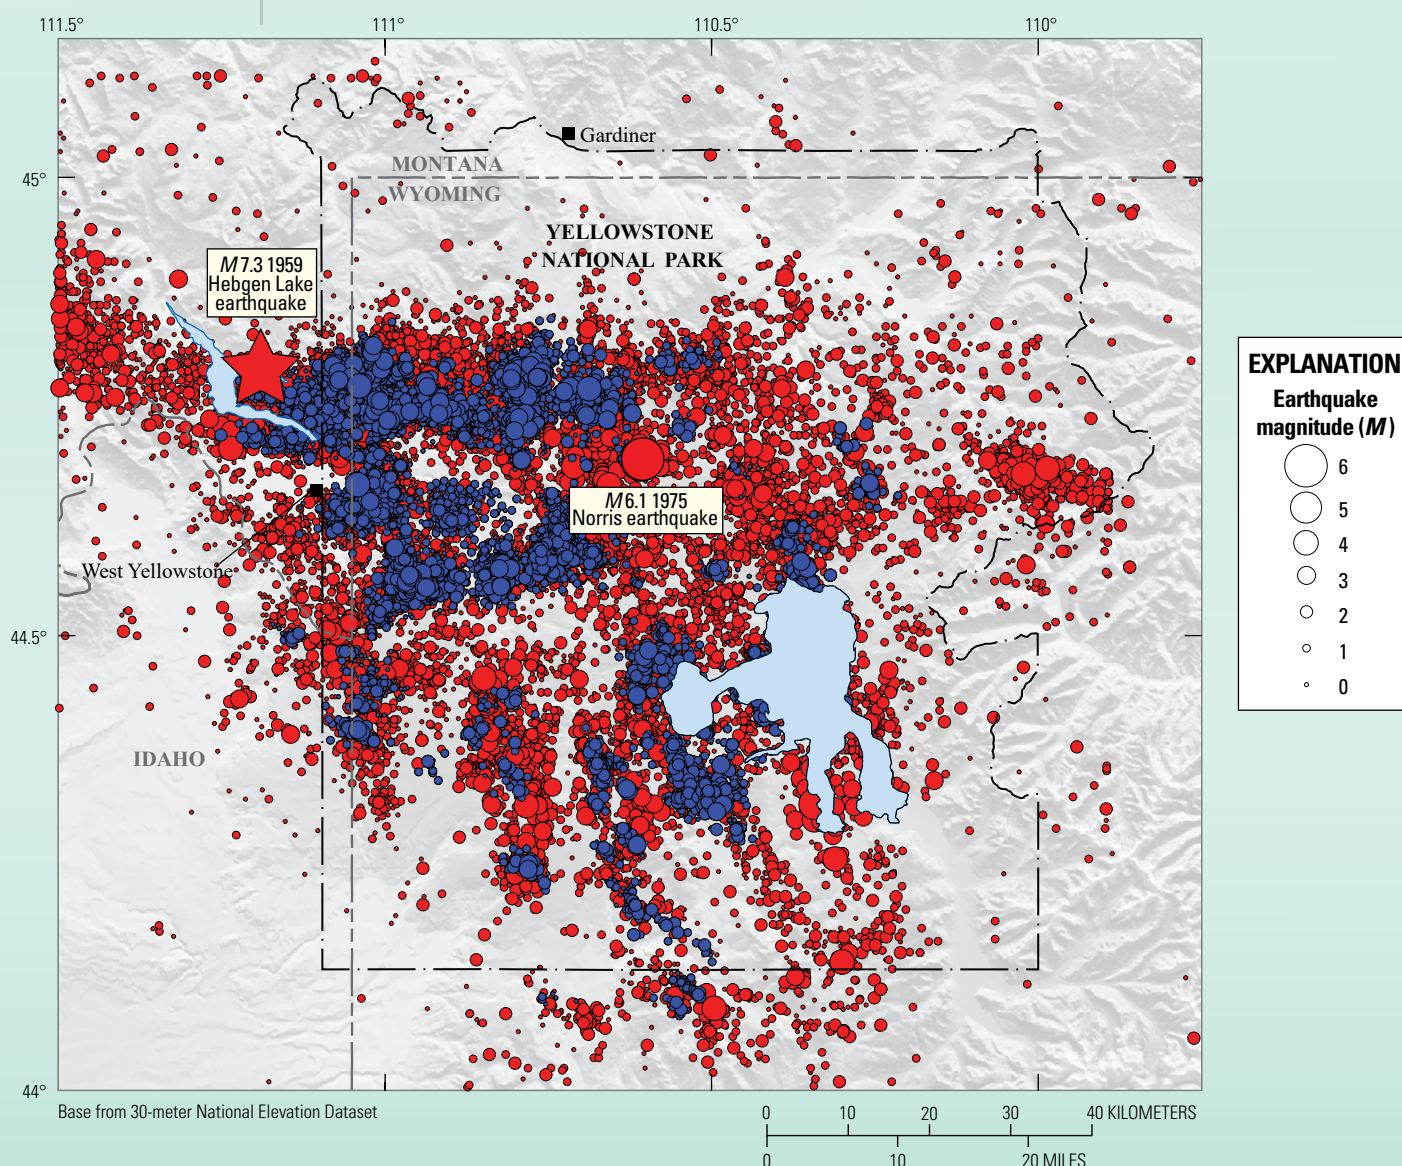 111.5°
111°
110.5°
110°
Gardiner
MONTANA
45°
WYOMING
YELLOWSTONE
NATIONAL PARK
M 7.3 1959
Hebgen Lake
earthquake
EXPLANATION
Earthquake
magnitude (M)
6
5
4
3
2
1
0
M 6.1 1975
Norris earthquake
West Yellowstone
44.5°
IDAHO
44°
Base from 30-meter National Elevation Dataset
0 10 20 30 40 KILOMETERS
0 10 20 MILES